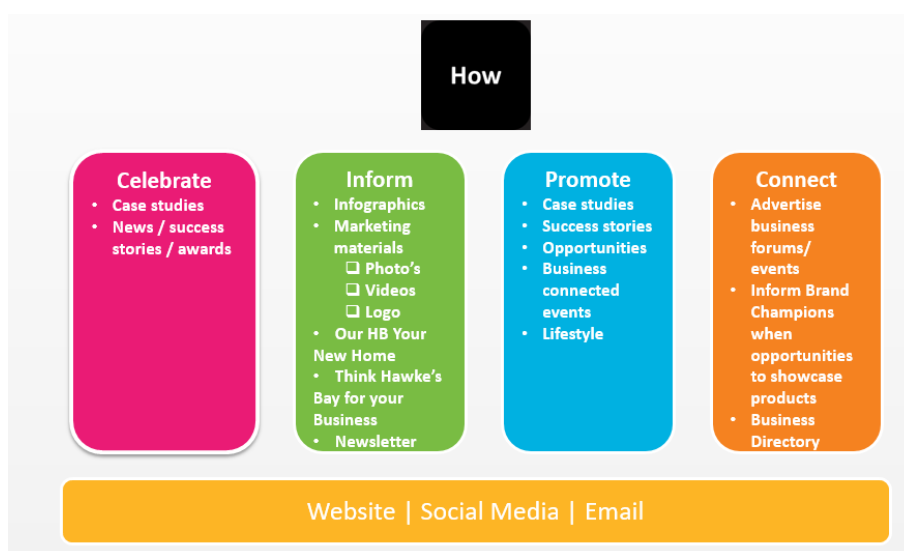 How
Celebrate
• Case studies
• News / success
stories / awards
Inform
• Infographics
• Marketing
materials
❑ Photo's
❑ Videos
❑ Logo
• Our HB Your
New Home
• Think Hawke's
Bay for your
Business
• Newsletter
Promote
• Case studies
• Success stories
• Opportunities
• Business
connected
events
• Lifestyle
Connect
• Advertise
business
forums/
events
• Inform Brand
Champions
when
opportunities
to showcase
products
• Business
Directory
Website | Social Media | Email